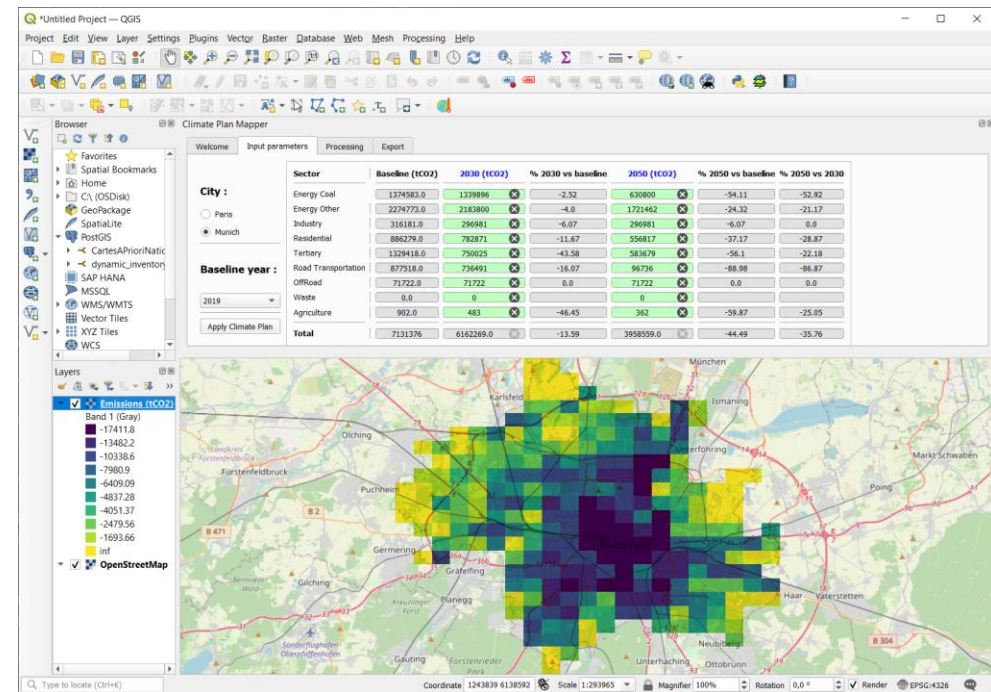 *Untitled Project — QGIS
Project Edit View Layer Settings Plugins Vector Raster Database Web Mesh Processing Help
Browser
Favorites
Spatial Bookmarks
Home
C:\ (OSDisk)
GeoPackage
SpatiaLite
PostGIS
CartesAPrioriNatic
dynamic_inventory
SAP HANA
MSSQL
WMS/WMTS
Vector Tiles
XYZ Tiles
WCS
Climate Plan Mapper
Welcome Input parameters Processing Export
City :
Paris
Munich
Baseline year :
2019
Apply Climate Plan
Sector Baseline (tCO2) 2030 (tCO2) % 2030 vs baseline 2050 (tCO2) % 2050 vs baseline % 2050 vs 2030
Energy Coal 1374583.0 1339896 -2.52 630800 -54.11 -52.92
Energy Other 2274773.0 2183800 -4.0 1721462 -24.32 -21.17
Industry 316181.0 296981 -6.07 296981 -6.07 0.0
Residential 886279.0 782871 -11.67 556817 -37.17 -28.87
Tertiary 1329418.0 750025 -43.58 583679 -56.1 -22.18
Road Transportation 877518.0 736491 -16.07 96736 -88.98 -86.87
OffRoad 71722.0 71722 0.0 71722 0.0 0.0
Waste 0.0 0 0
Agriculture 902.0 483 -46.45 362 -59.87 -25.05
Total 7131376 6162269.0 -13.59 3958559.0 -44.49 -35.76
Layers
Emissions (tCO2)
Band 1 (Gray)
-17411.8
-13482.2
-10338.6
-7980.9
-6409.09
-4837.28
-4051.37
-2479.56
-1693.66
inf
OpenStreetMap
München
Karlsfeld
Ismaning
Olching
Unterföhring
Landkreis
Fürstenfeldbruck
Fürstenfeldbruck
Markt Schwaben
Puchheim
Poing
B 2
B 471
München
Germering
Gräfelfing
Bernrieder
Wald
Gilching
Kreuzlinger
Forst
Planegg
Haar
Vaterstetten
Sonderflughafen
Oberpfaffenhofen
Neubiberg
B 304
Gauting
Forstenrieder
Park
Unterhaching
Ottobrunn
Type to locate (Ctrl+K)
Coordinate 1243839 6138592 Scale 1:293965 Magnifier 100% Rotation 0,0 ° Render EPSG:4326